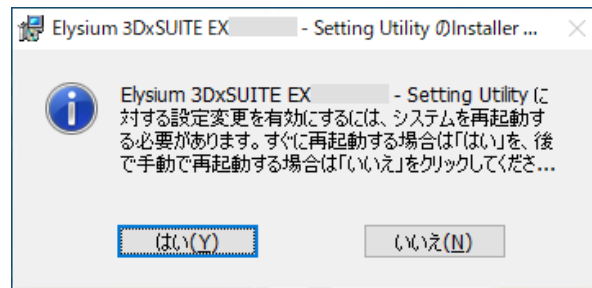 Elysium 3DxSUITE EX - Setting Utility のInstaller ...
Elysium 3DxSUITE EX - Setting Utility に
対する設定変更を有効にするには、システムを再起動す
る必要があります。すぐに再起動する場合は「はい」を、後
で手動で再起動する場合は「いいえ」をクリックしてくださ...
はい(Y)
いいえ(N)